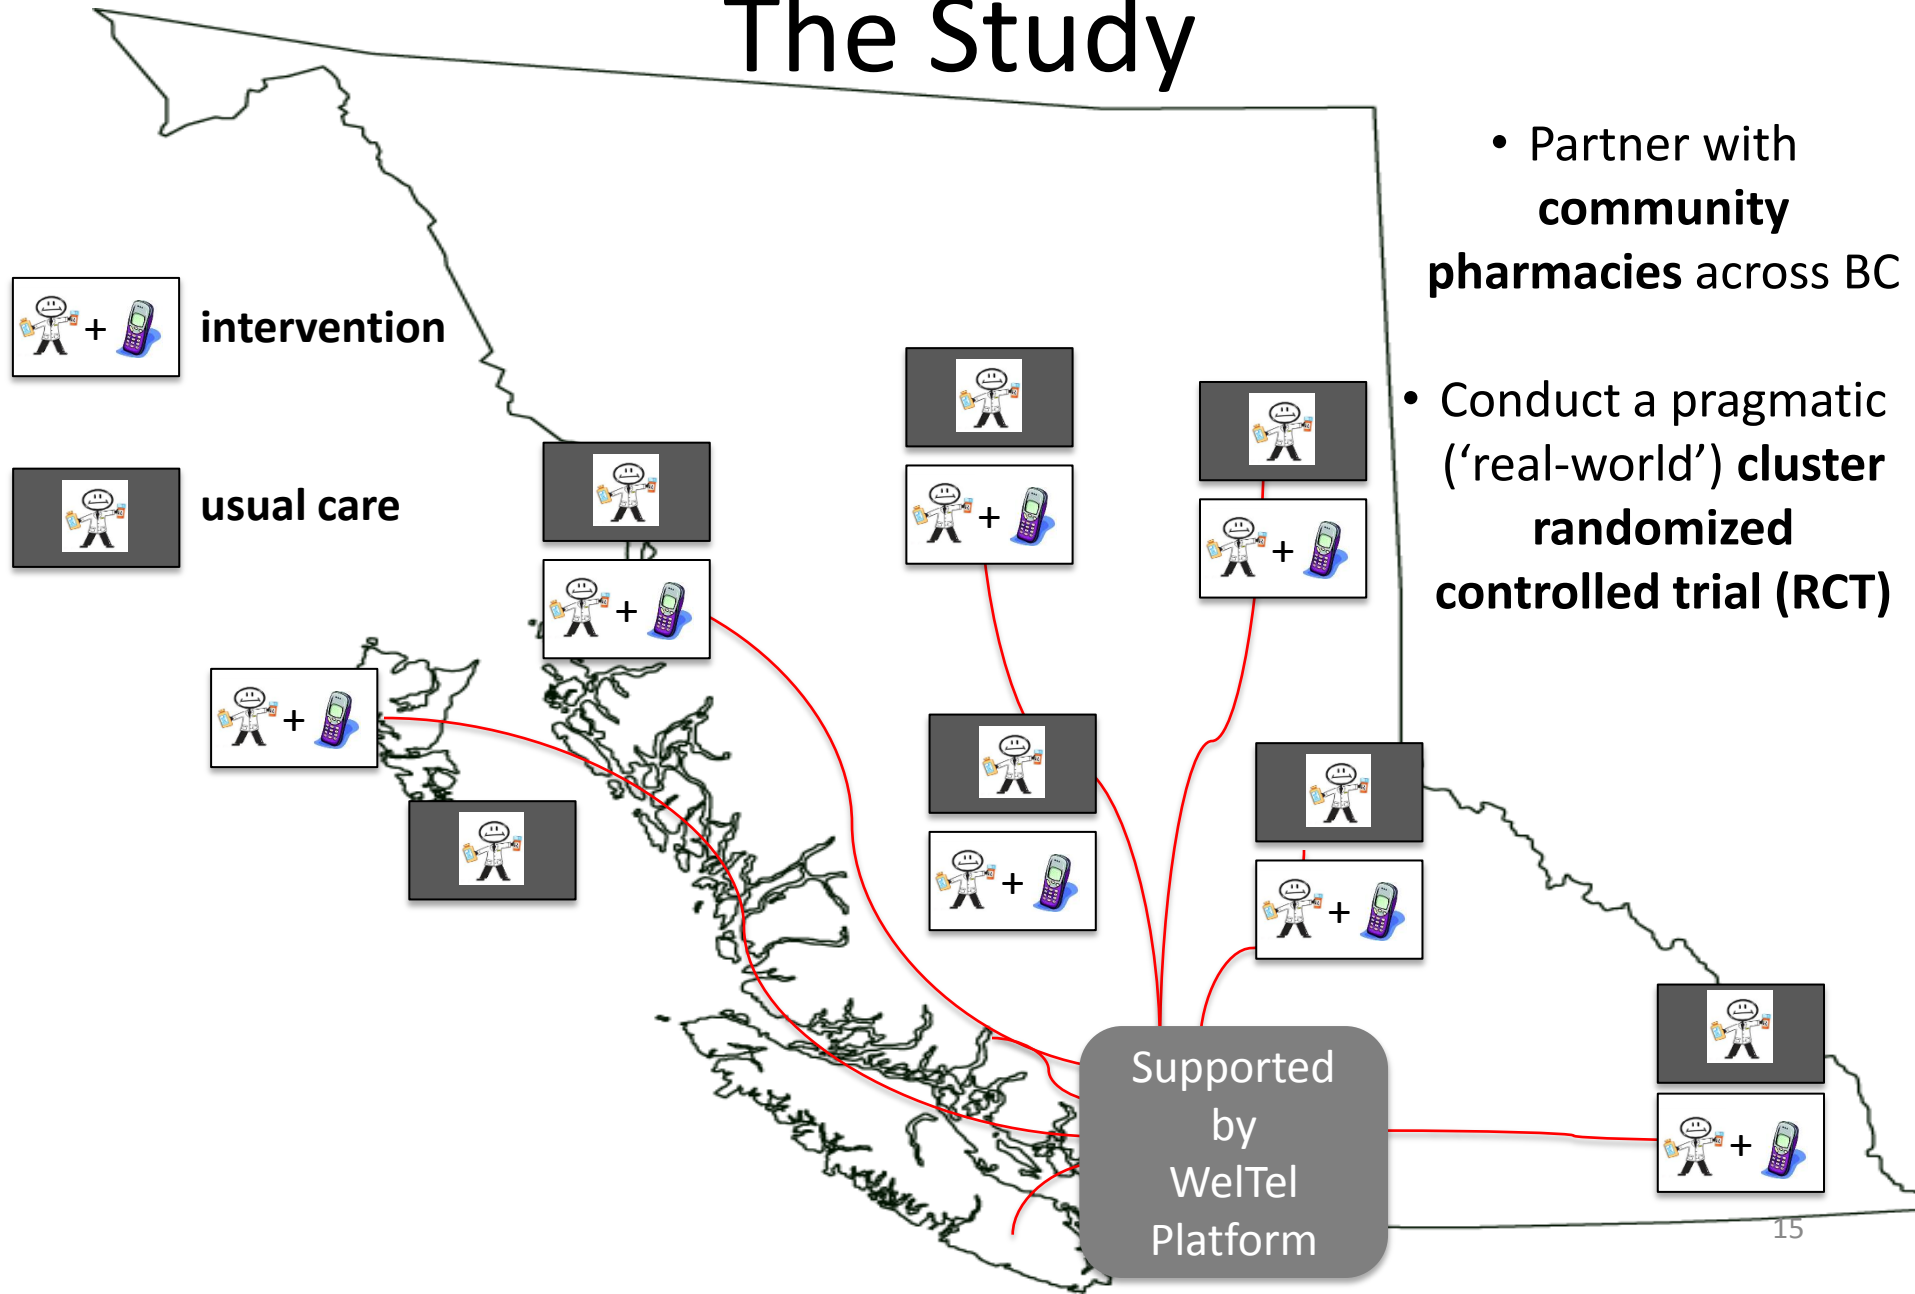 The Study
• Partner with
community
pharmacies across BC
• Conduct a pragmatic
(‘real-world’) cluster
randomized
controlled trial (RCT)
+ intervention
usual care
+
+
+
+
+
+
+
Supported
by
WelTel
Platform
15